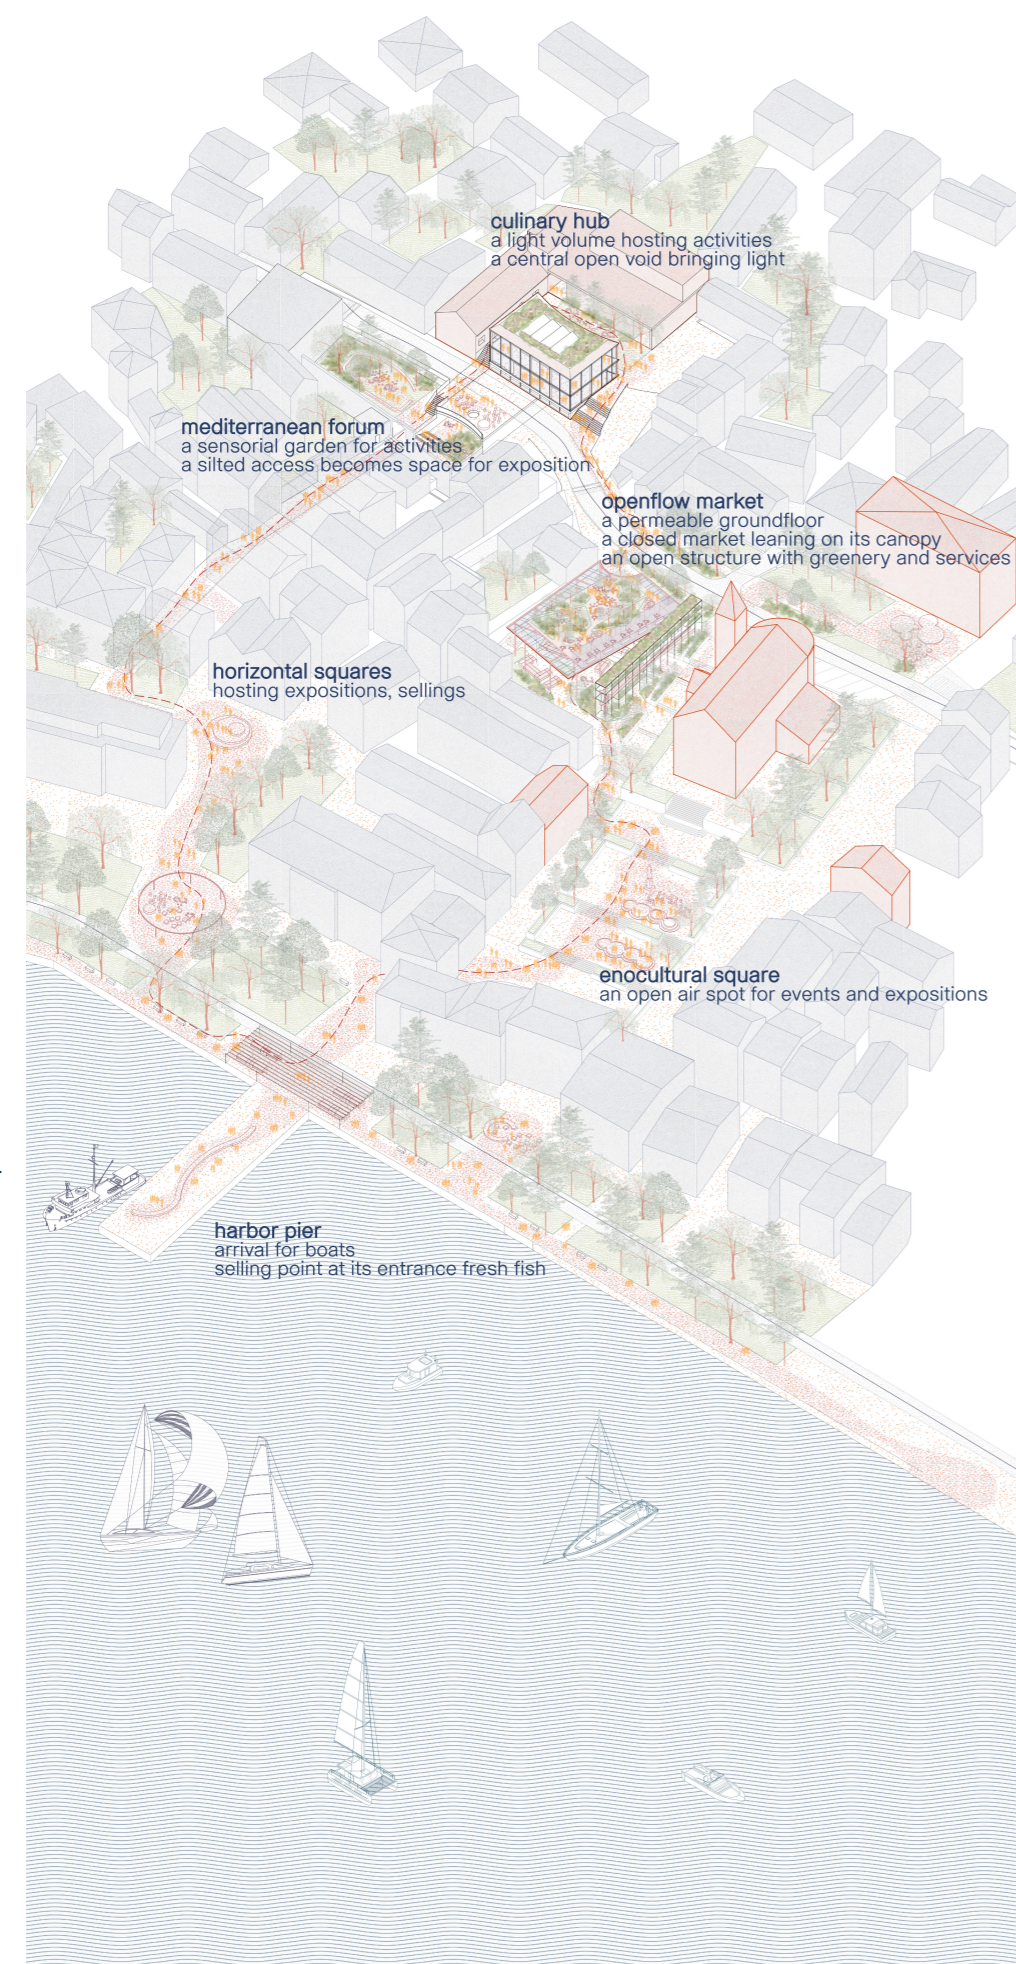 culinary hub
a light volume hosting activities
a central open void bringing light
mediterranean forum
a sensorial garden for activities
a silted access becomes space for exposition
openflow market
a permeable groundfloor
a closed market leaning on its canopy
an open structure with greenery and services
horizontal squares
hosting expositions, sellings
enocultural square
an open air spot for events and expositions
harbor pier
arrival for boats
selling point at its entrance fresh fish